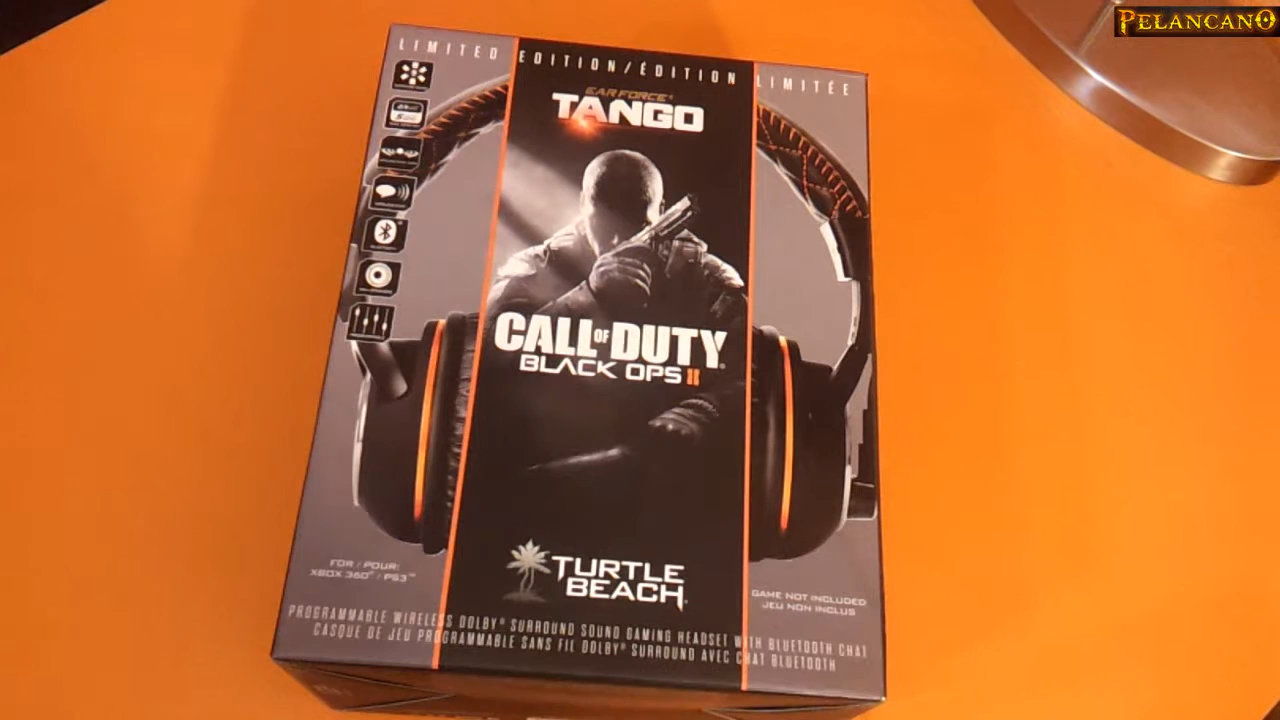 PELANCANO
LIMITED EDITION/ÉDITION LIMITÉE
EAR FORCE®
TANGO
CALL OF DUTY®
BLACK OPS II
TURTLE
BEACH®
FOR / POUR:
XBOX 360® / PS3™
GAME NOT INCLUDED
JEU NON INCLUS
PROGRAMMABLE WIRELESS DOLBY® SURROUND SOUND GAMING HEADSET WITH BLUETOOTH CHAT
CASQUE DE JEU PROGRAMMABLE SANS FIL DOLBY® SURROUND AVEC CHAT BLUETOOTH